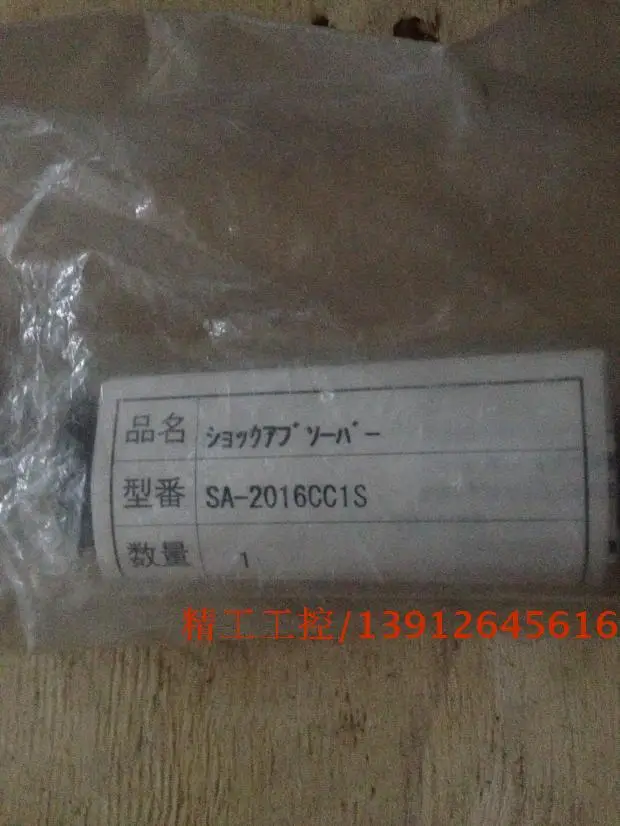 品名 ｼｮｯｸｱﾌﾞｿｰﾊﾞｰ
型番 SA-2016CC1S
数量 1
精工工控/13912645616